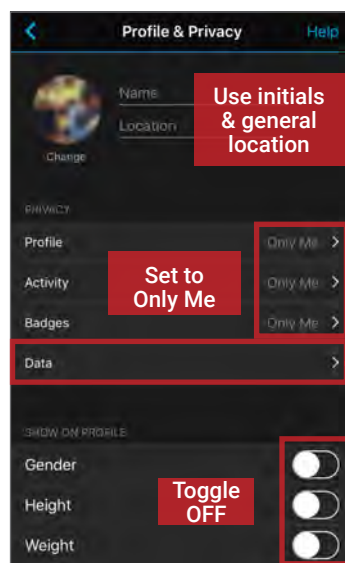 Profile & Privacy Help
Name
Location
Use initials
& general
location
Change
PRIVACY
Profile Only Me
Activity Only Me
Badges Only Me
Set to
Only Me
Data
SHOW ON PROFILE
Gender
Height
Weight
Toggle
OFF